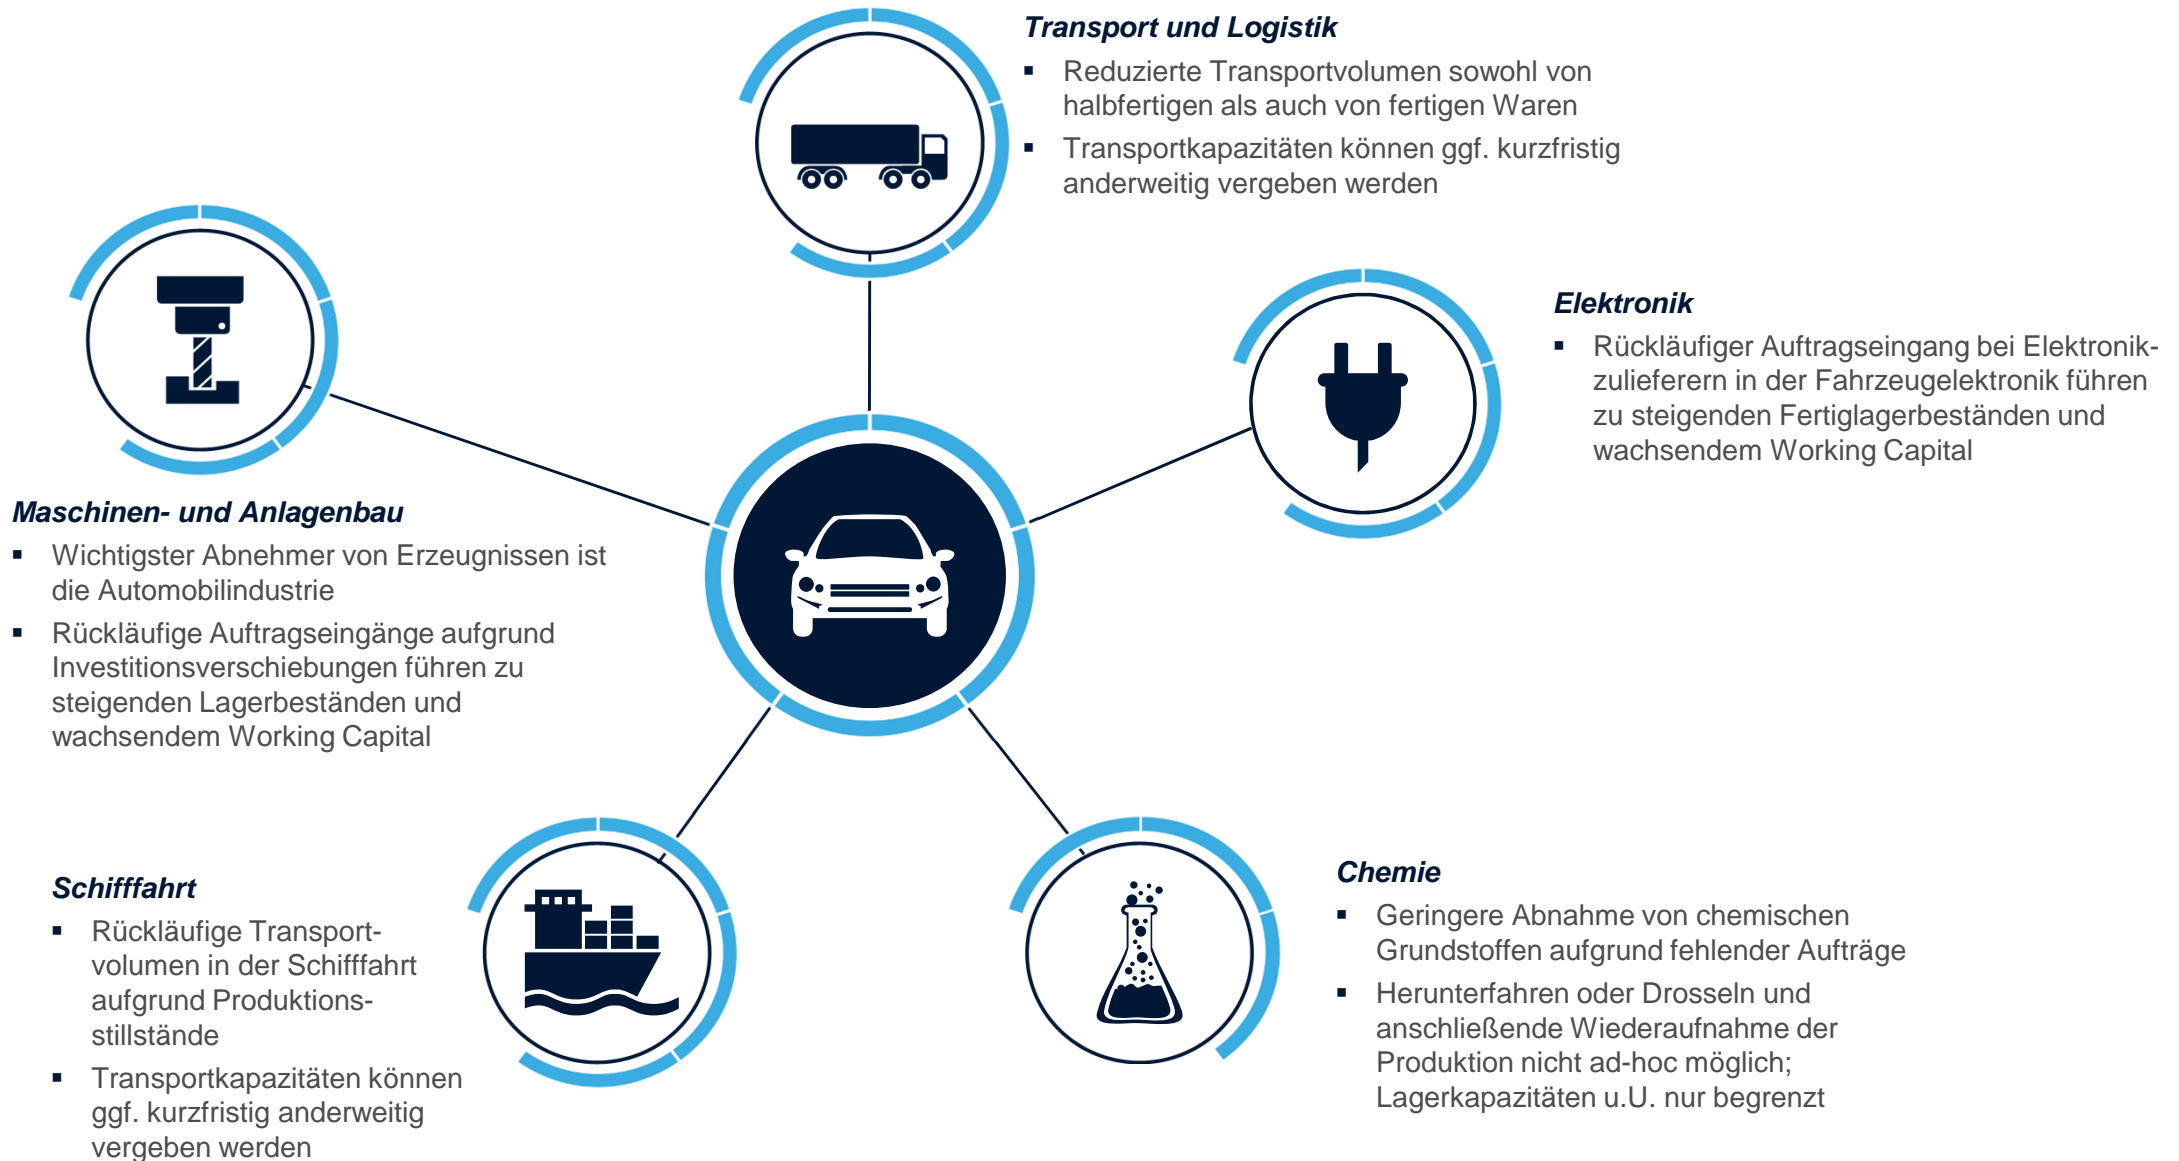 Transport und Logistik
▪ Reduzierte Transportvolumen sowohl von
halbfertigen als auch von fertigen Waren
▪ Transportkapazitäten können ggf. kurzfristig
anderweitig vergeben werden
Elektronik
▪ Rückläufiger Auftragseingang bei Elektronik-
zulieferern in der Fahrzeugelektronik führen
zu steigenden Fertiglagerbeständen und
wachsendem Working Capital
Maschinen- und Anlagenbau
▪ Wichtigster Abnehmer von Erzeugnissen ist
die Automobilindustrie
▪ Rückläufige Auftragseingänge aufgrund
Investitionsverschiebungen führen zu
steigenden Lagerbeständen und
wachsendem Working Capital
Schifffahrt
▪ Rückläufige Transport-
volumen in der Schifffahrt
aufgrund Produktions-
stillstände
▪ Transportkapazitäten können
ggf. kurzfristig anderweitig
vergeben werden
Chemie
▪ Geringere Abnahme von chemischen
Grundstoffen aufgrund fehlender Aufträge
▪ Herunterfahren oder Drosseln und
anschließende Wiederaufnahme der
Produktion nicht ad-hoc möglich;
Lagerkapazitäten u.U. nur begrenzt